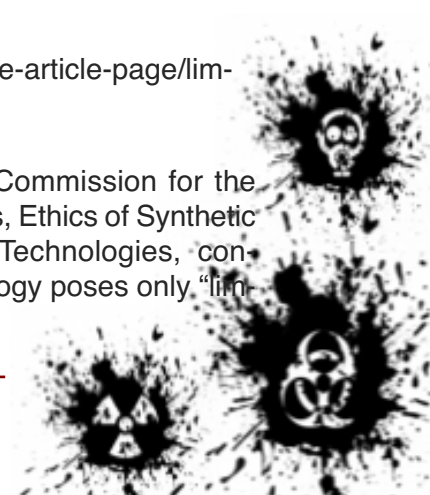 e-article-page/lim-
Commission for the
s, Ethics of Synthetic
Technologies, con-
ogy poses only “lim-